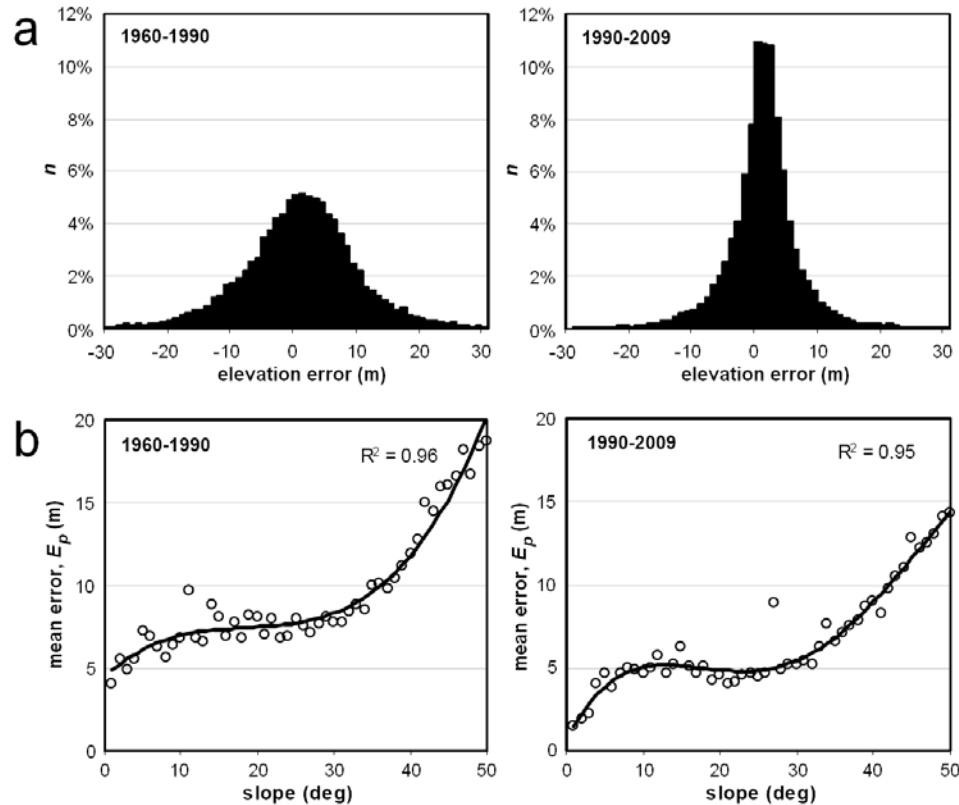 a
1960-1990
12%
10%
8%
6%
4%
2%
0%
n
-30 -20 -10 0 10 20 30
elevation error (m)
1990-2009
12%
10%
8%
6%
4%
2%
0%
n
-30 -20 -10 0 10 20 30
elevation error (m)
b
1960-1990
R² = 0.96
20
15
10
5
0
mean error, Eₚ (m)
0 10 20 30 40 50
slope (deg)
1990-2009
R² = 0.95
20
15
10
5
0
mean error, Eₚ (m)
0 10 20 30 40 50
slope (deg)